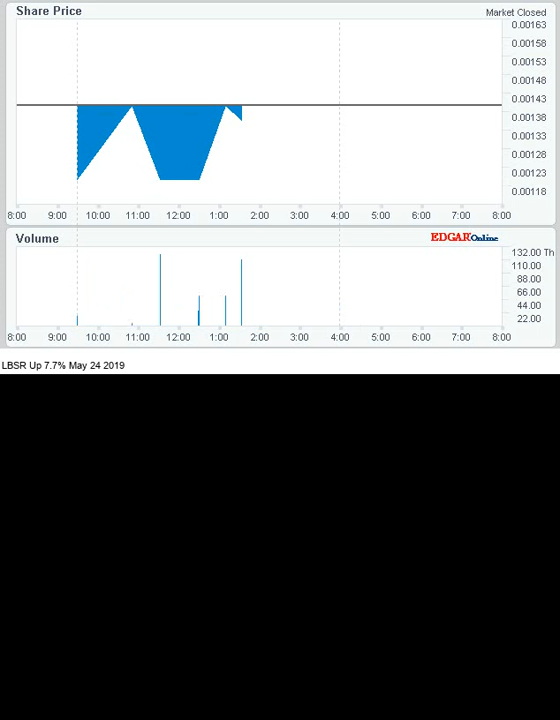 Share Price
Market Closed
0.00163
0.00158
0.00153
0.00148
0.00143
0.00138
0.00133
0.00128
0.00123
0.00118
8:00 9:00 10:00 11:00 12:00 1:00 2:00 3:00 4:00 5:00 6:00 7:00 8:00
Volume
EDGAR Online
132.00 Th
110.00
88.00
66.00
44.00
22.00
8:00 9:00 10:00 11:00 12:00 1:00 2:00 3:00 4:00 5:00 6:00 7:00 8:00
LBSR Up 7.7% May 24 2019